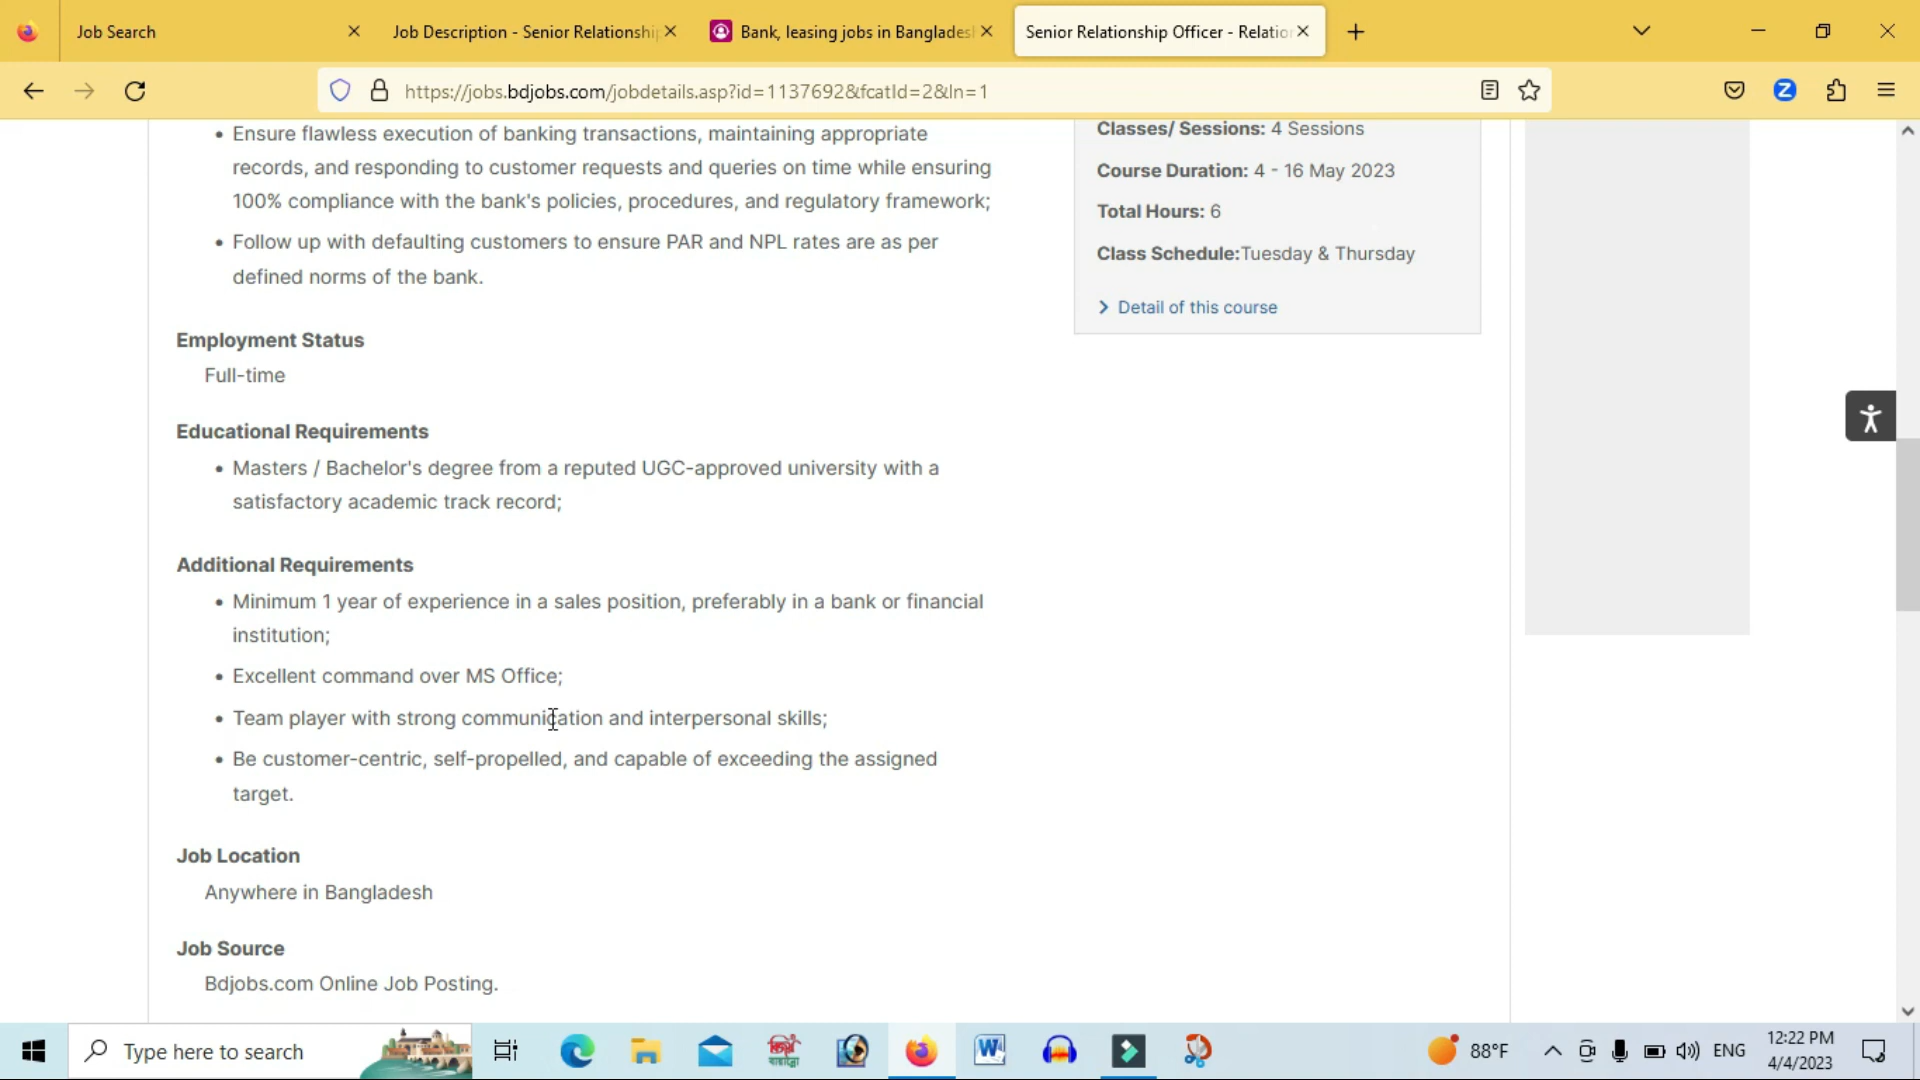 Job Search
Job Description - Senior Relationshi
Bank, leasing jobs in Banglades
Senior Relationship Officer - Relatio
https://jobs.bdjobs.com/jobdetails.asp?id=1137692&fcatId=2&ln=1
Z
• Ensure flawless execution of banking transactions, maintaining appropriate
records, and responding to customer requests and queries on time while ensuring
100% compliance with the bank's policies, procedures, and regulatory framework;
• Follow up with defaulting customers to ensure PAR and NPL rates are as per
defined norms of the bank.
Employment Status
Full-time
Educational Requirements
• Masters / Bachelor's degree from a reputed UGC-approved university with a
satisfactory academic track record;
Additional Requirements
• Minimum 1 year of experience in a sales position, preferably in a bank or financial
institution;
• Excellent command over MS Office;
• Team player with strong communication and interpersonal skills;
• Be customer-centric, self-propelled, and capable of exceeding the assigned
target.
Job Location
Anywhere in Bangladesh
Job Source
Bdjobs.com Online Job Posting.
Classes/ Sessions: 4 Sessions
Course Duration: 4 - 16 May 2023
Total Hours: 6
Class Schedule:Tuesday & Thursday
Detail of this course
Type here to search
W
88°F
ENG
12:22 PM
4/4/2023